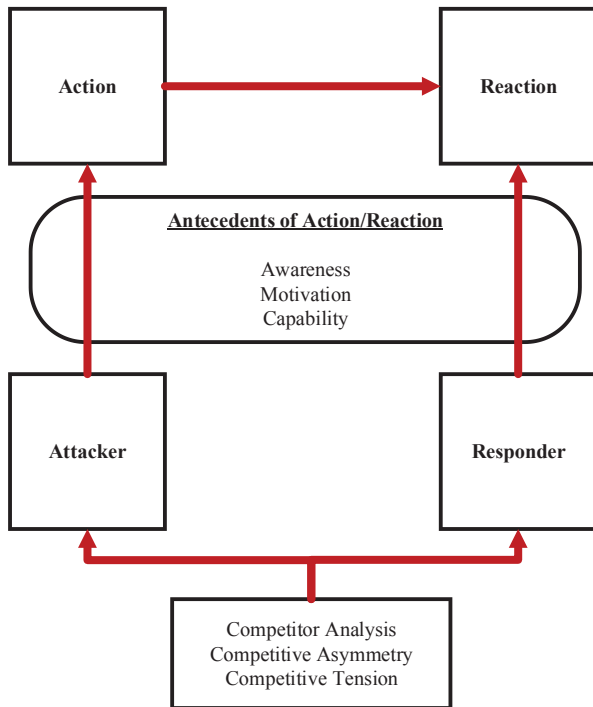 Action
Reaction
Antecedents of Action/Reaction
Awareness
Motivation
Capability
Attacker
Responder
Competitor Analysis
Competitive Asymmetry
Competitive Tension